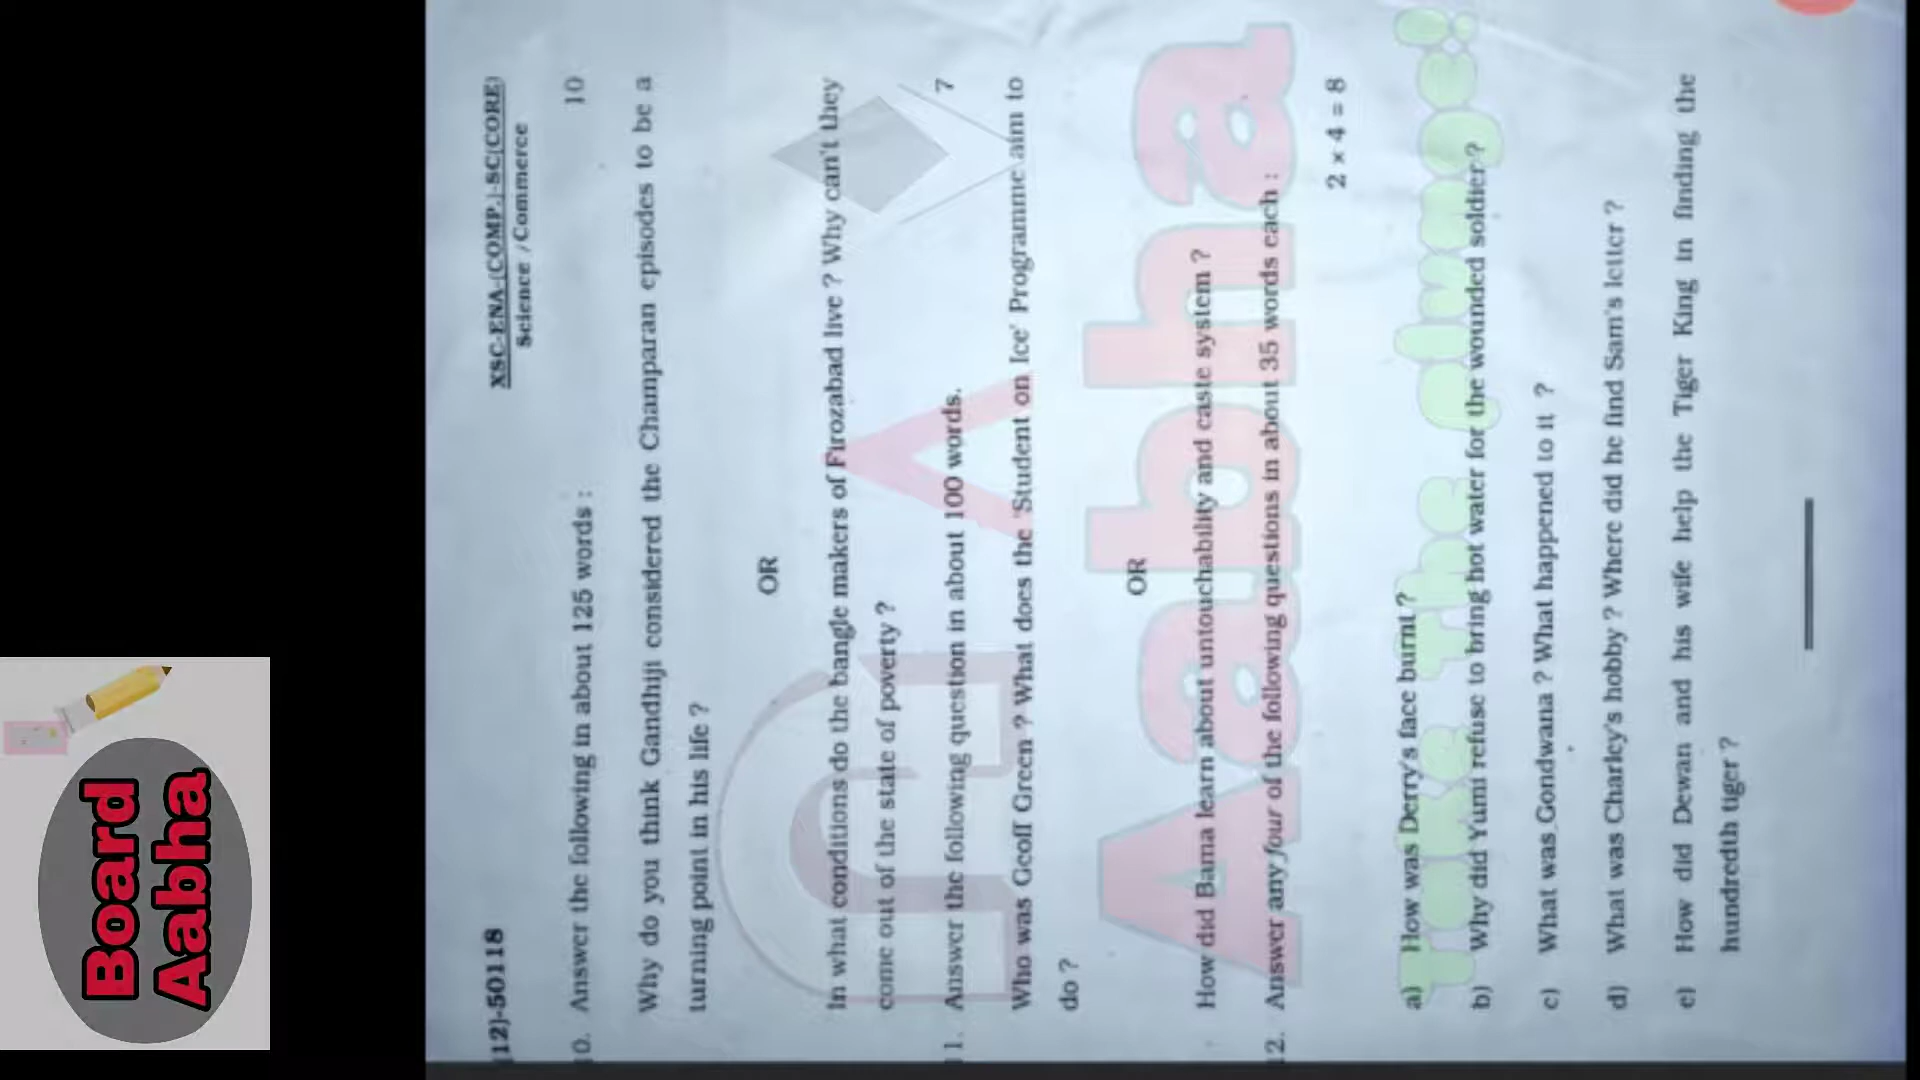 [12]-50118
XSC-ENA-(COMP.)-SC(CORE)
Science / Commerce
10. Answer the following in about 125 words : 10
Why do you think Gandhiji considered the Champaran episodes to be a
turning point in his life ?
OR
In what conditions do the bangle makers of Firozabad live ? Why can't they
come out of the state of poverty ?
11. Answer the following question in about 100 words. 7
Who was Geoff Green ? What does the 'Student on Ice' Programme aim to
do ?
OR
How did Bama learn about untouchability and caste system ?
12. Answer any four of the following questions in about 35 words each :
2 × 4 = 8
a) How was Derry's face burnt ?
b) Why did Yumi refuse to bring hot water for the wounded soldier ?
c) What was Gondwana ? What happened to it ?
d) What was Charley's hobby ? Where did he find Sam's letter ?
e) How did Dewan and his wife help the Tiger King in finding the
hundredth tiger ?
Aabha
Take The plunge!
Board
Aabha